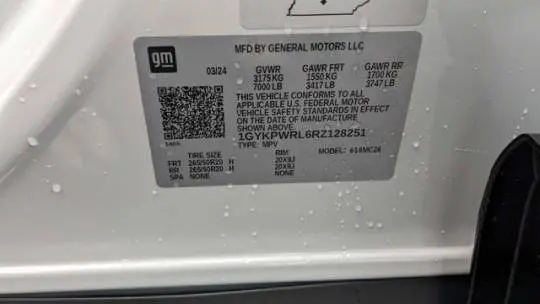 gm
MFD BY GENERAL MOTORS LLC
03/24 GVWR GAWR FRT GAWR RR
3175 KG 1550 KG 1700 KG
7000 LB 3417 LB 3747 LB
THIS VEHICLE CONFORMS TO ALL
APPLICABLE U.S. FEDERAL MOTOR
VEHICLE SAFETY STANDARDS IN EFFECT
ON THE DATE OF MANUFACTURE
SHOWN ABOVE.
1GYKPWRL6RZ128251
TYPE: MPV MODEL:
TIRE SIZE RIM
FRT 265/50R20 H 20X8J
RR 265/50R20 H 20X8J
SPA NONE NONE